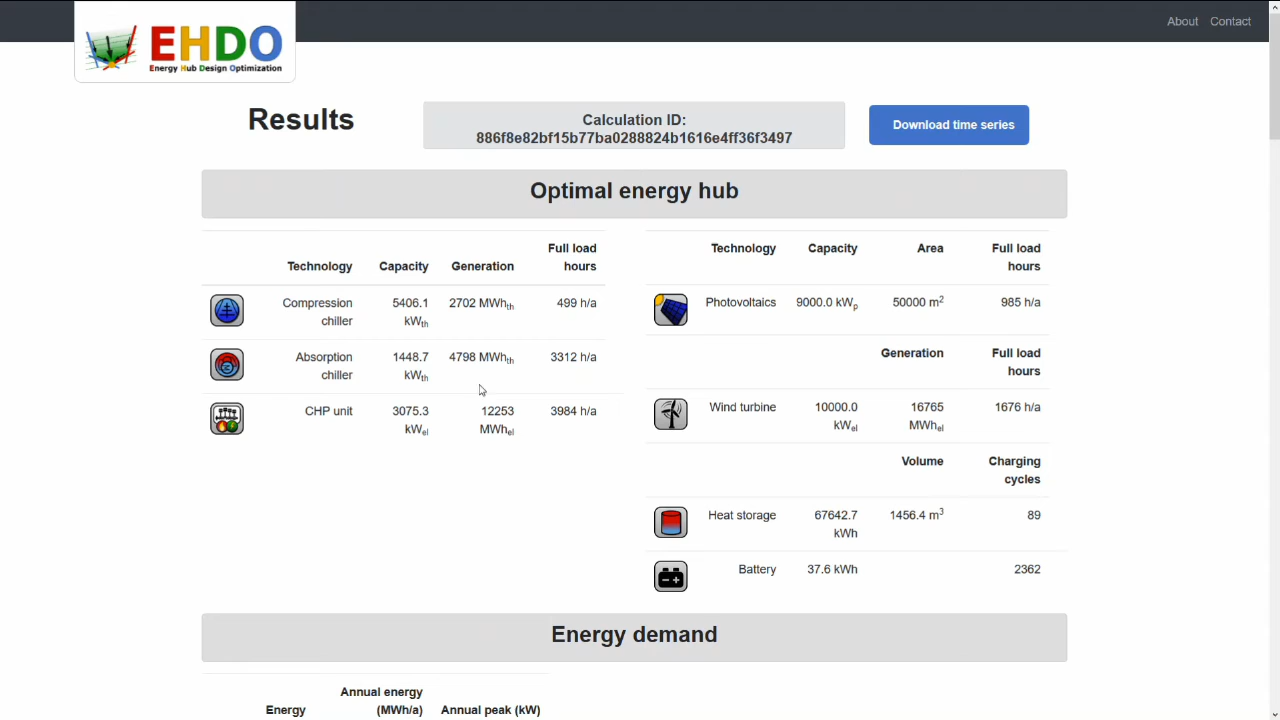 About Contact
EHDO
Energy Hub Design Optimization
Results
Calculation ID:
886f8e82bf15b77ba0288824b1616e4ff36f3497
Download time series
Optimal energy hub
Technology Capacity Generation Full load hours
Compression chiller 5406.1 kWth 2702 MWhth 499 h/a
Absorption chiller 1448.7 kWth 4798 MWhth 3312 h/a
CHP unit 3075.3 kWel 12253 MWhel 3984 h/a
Technology Capacity Area Full load hours
Photovoltaics 9000.0 kWp 50000 m2 985 h/a
Generation Full load hours
Wind turbine 10000.0 kWel 16765 MWhel 1676 h/a
Volume Charging cycles
Heat storage 67642.7 kWh 1456.4 m3 89
Battery 37.6 kWh 2362
Energy demand
Energy Annual energy (MWh/a) Annual peak (kW)